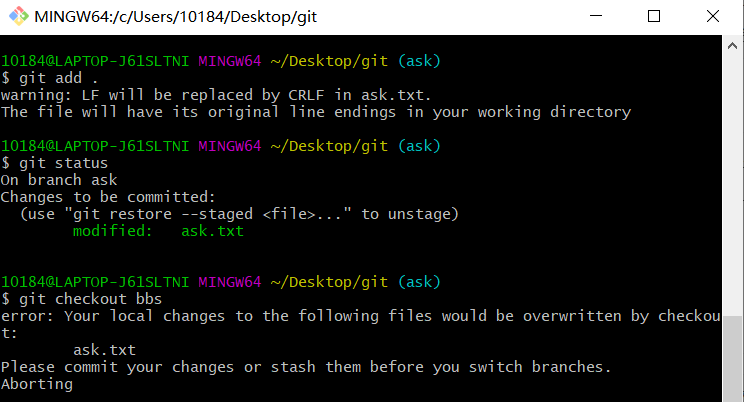 MINGW64:/c/Users/10184/Desktop/git
10184@LAPTOP-J61SLTNI MINGW64 ~/Desktop/git (ask)
$ git add .
warning: LF will be replaced by CRLF in ask.txt.
The file will have its original line endings in your working directory
10184@LAPTOP-J61SLTNI MINGW64 ~/Desktop/git (ask)
$ git status
On branch ask
Changes to be committed:
  (use "git restore --staged <file>..." to unstage)
        modified:   ask.txt
10184@LAPTOP-J61SLTNI MINGW64 ~/Desktop/git (ask)
$ git checkout bbs
error: Your local changes to the following files would be overwritten by checkou
t:
        ask.txt
Please commit your changes or stash them before you switch branches.
Aborting